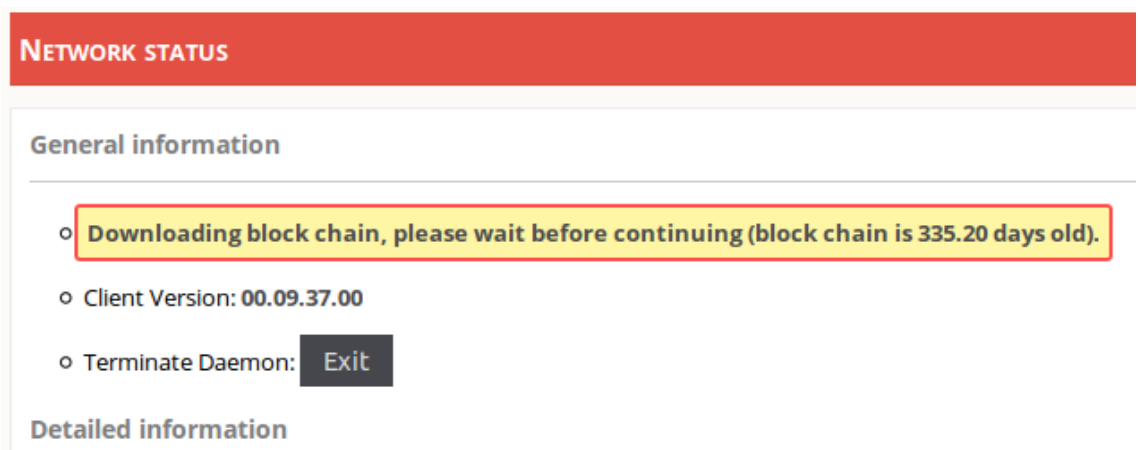 Network status
General information
Downloading block chain, please wait before continuing (block chain is 335.20 days old).
Client Version: 00.09.37.00
Terminate Daemon: Exit
Detailed information